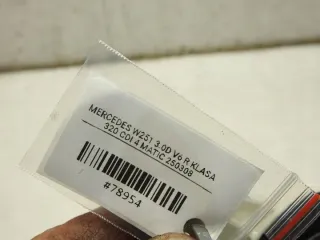 MERCEDES W251 3.0D V6 R KLASA
320 CDI 4 MATIC 250308
#78954